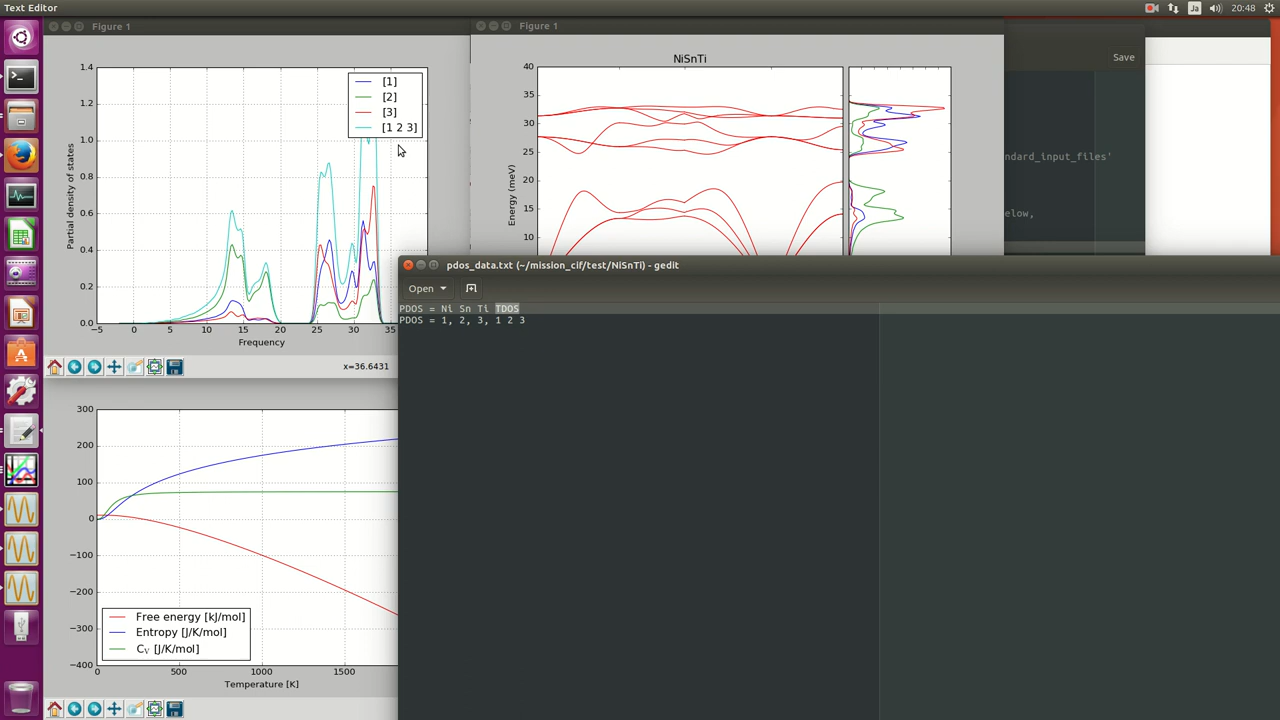 Text Editor
Ja
20:48
Figure 1
1.4
1.2
1.0
0.8
0.6
0.4
0.2
0.0
Partial density of states
−5
0
5
10
15
20
25
30
35
Frequency
[1]
[2]
[3]
[1 2 3]
x=36.6431
Figure 1
NiSnTi
40
35
30
25
20
15
10
Energy (meV)
Save
ndard_input_files'
elow,
pdos_data.txt (~/mission_cif/test/NiSnTi) - gedit
Open
PDOS = Ni Sn Ti TDOS
PDOS = 1, 2, 3, 1 2 3
300
200
100
0
−100
−200
−300
−400
0
500
1000
1500
Temperature [K]
Free energy [kJ/mol]
Entropy [J/K/mol]
CV [J/K/mol]